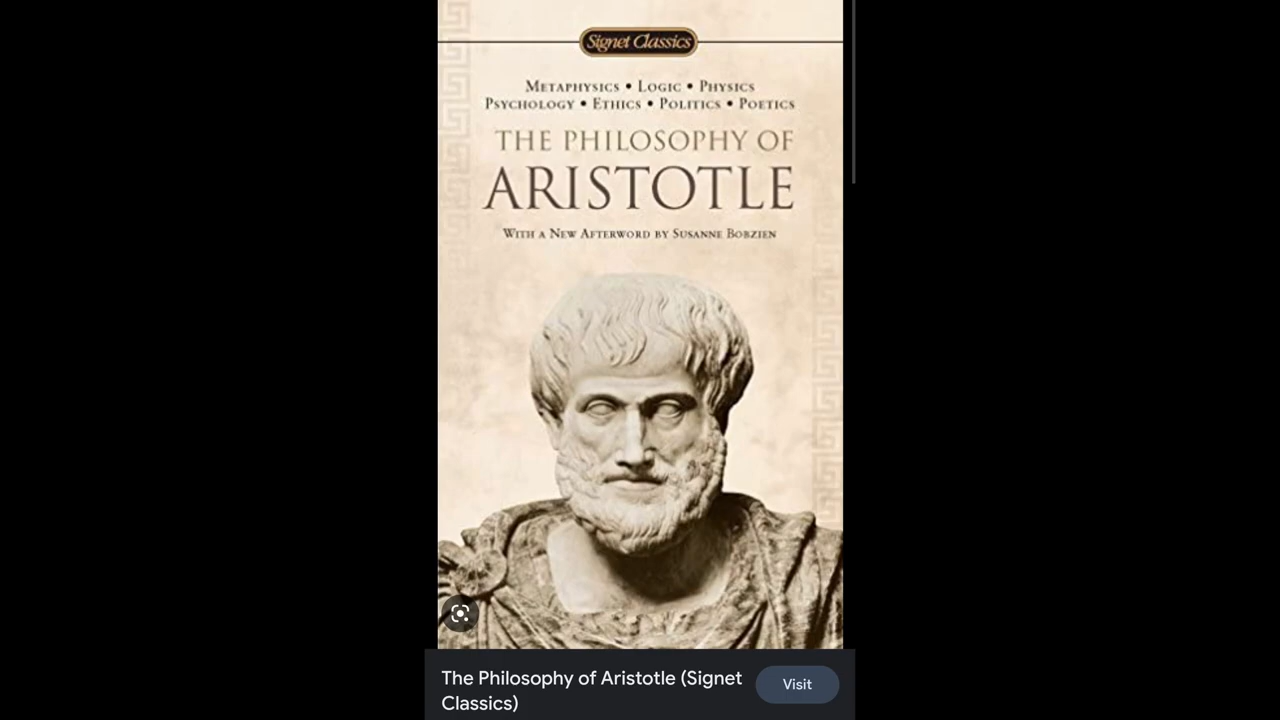 Signet Classics
METAPHYSICS • LOGIC • PHYSICS
PSYCHOLOGY • ETHICS • POLITICS • POETICS
THE PHILOSOPHY OF
ARISTOTLE
WITH A NEW AFTERWORD BY SUSANNE BOBZIEN
The Philosophy of Aristotle (Signet
Classics)
Visit